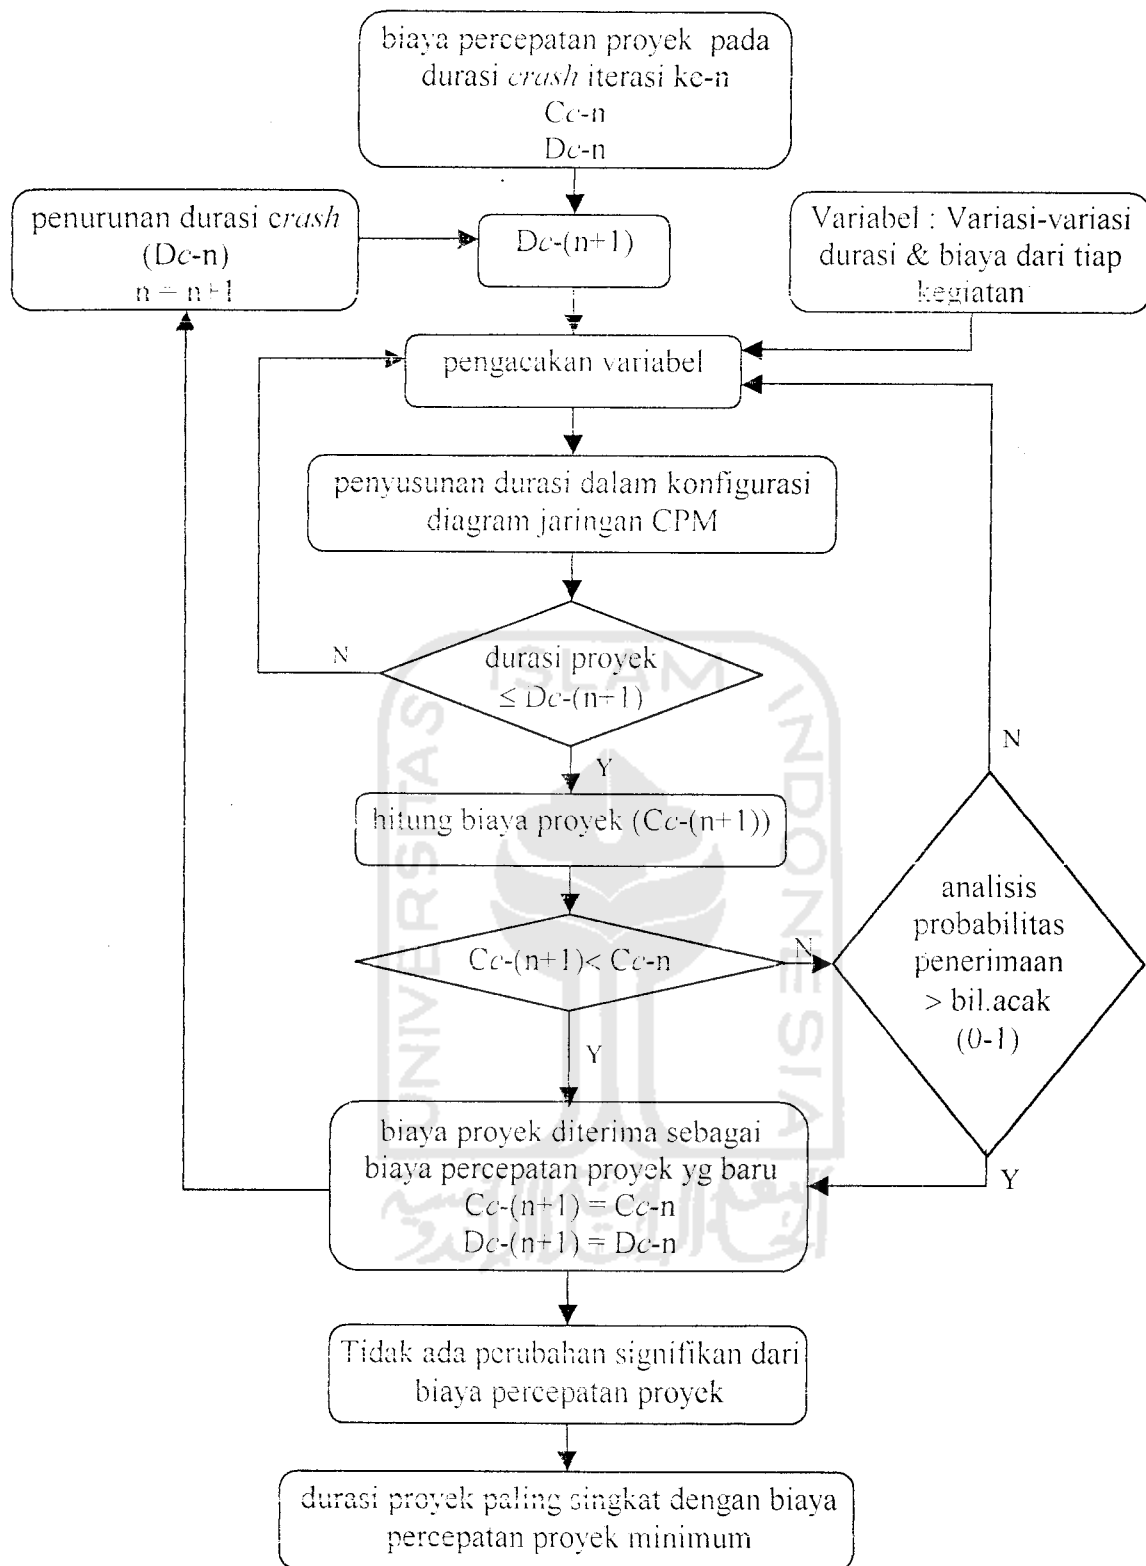 biaya percepatan proyek pada
durasi crash iterasi ke-n
Cc-n
Dc-n
penurunan durasi crash
(Dc-n)
n = n+1
Dc-(n+1)
Variabel : Variasi-variasi
durasi & biaya dari tiap
kegiatan
pengacakan variabel
penyusunan durasi dalam konfigurasi
diagram jaringan CPM
N
durasi proyek
≤ Dc-(n+1)
Y
N
hitung biaya proyek (Cc-(n+1))
analisis
probabilitas
penerimaan
> bil.acak
(0-1)
Cc-(n+1)< Cc-n
N
Y
Y
biaya proyek diterima sebagai
biaya percepatan proyek yg baru
Cc-(n+1) = Cc-n
Dc-(n+1) = Dc-n
Tidak ada perubahan signifikan dari
biaya percepatan proyek
durasi proyek paling singkat dengan biaya
percepatan proyek minimum
UNIVERSITAS
ISLAM
INDONESIA